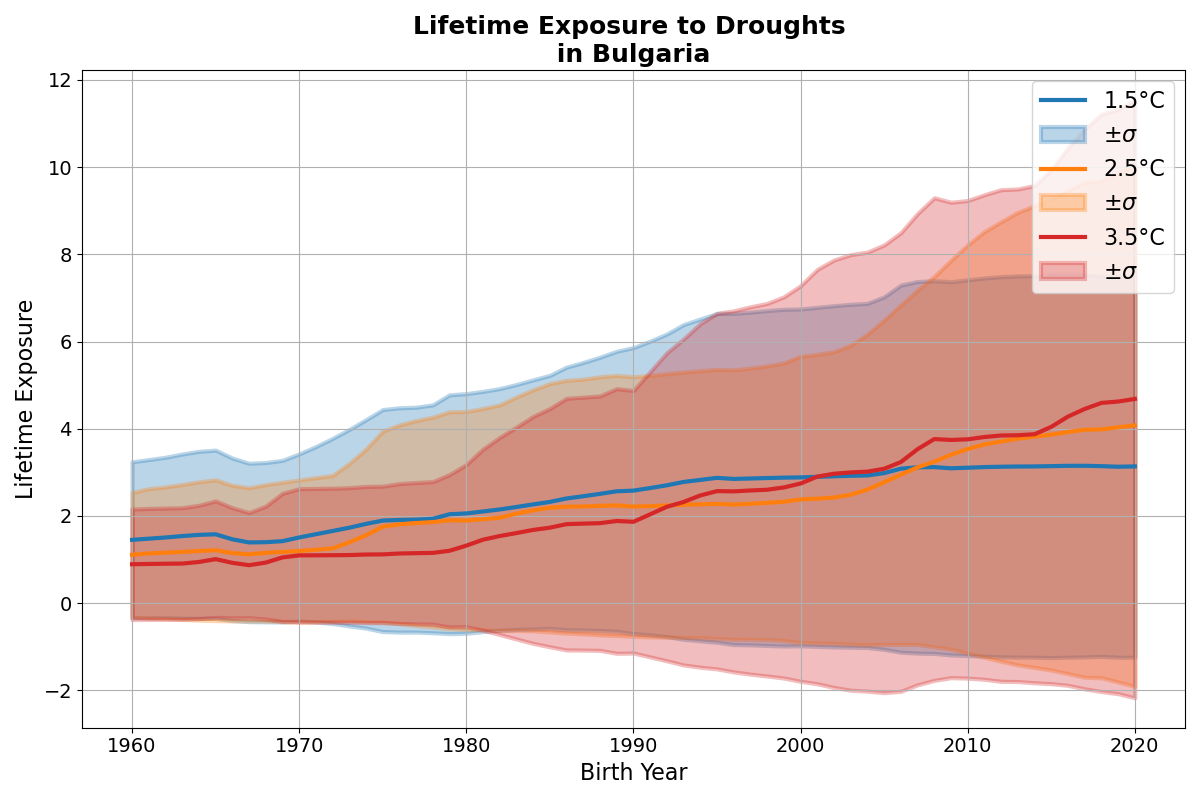 Lifetime Exposure to Droughts
in Bulgaria
12
10
8
6
4
2
0
−2
Lifetime Exposure
1.5°C
±σ
2.5°C
±σ
3.5°C
±σ
1960 1970 1980 1990 2000 2010 2020
Birth Year